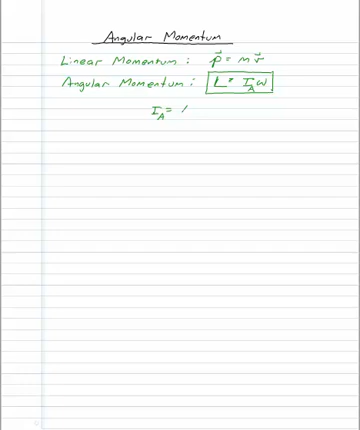 Angular Momentum
Linear Momentum : p⃗ = m v⃗
Angular Momentum : L = I_A ω
I_A =